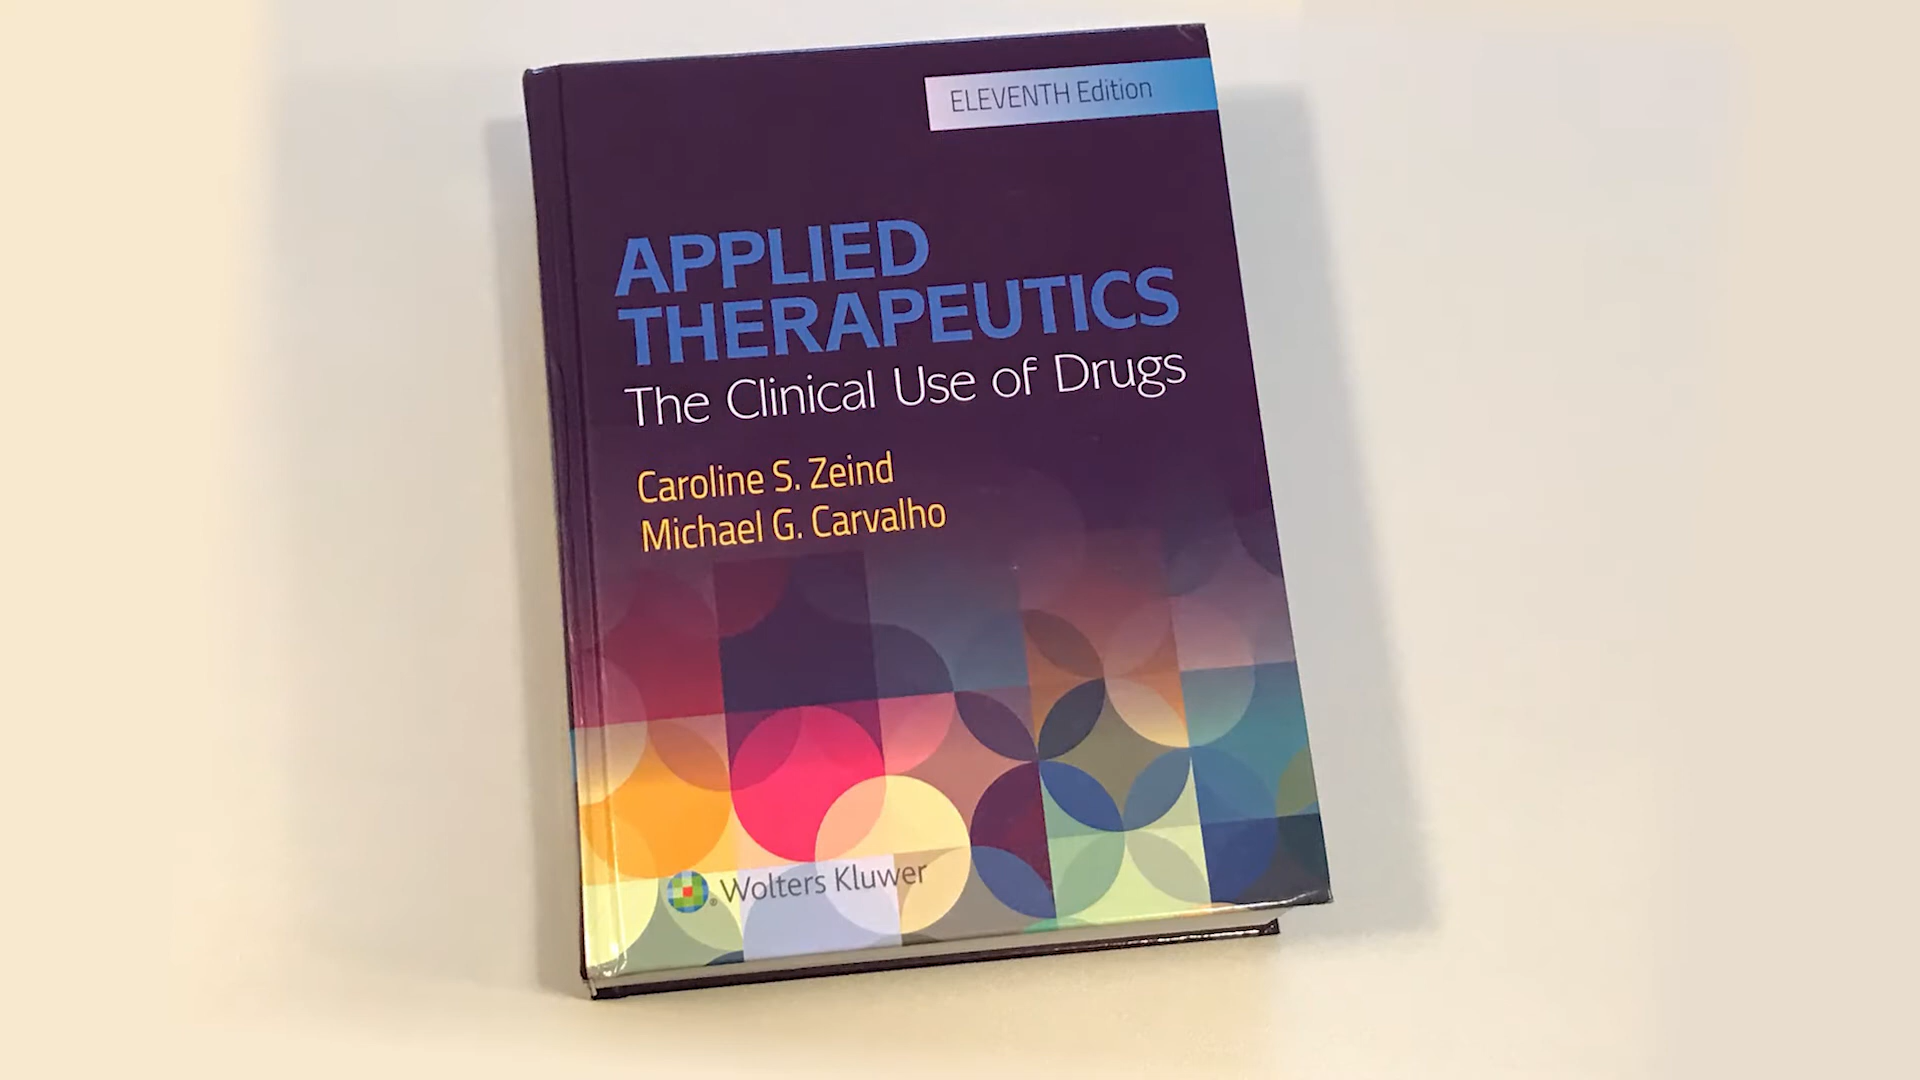 ELEVENTH Edition
APPLIED
THERAPEUTICS
The Clinical Use of Drugs
Caroline S. Zeind
Michael G. Carvalho
Wolters Kluwer